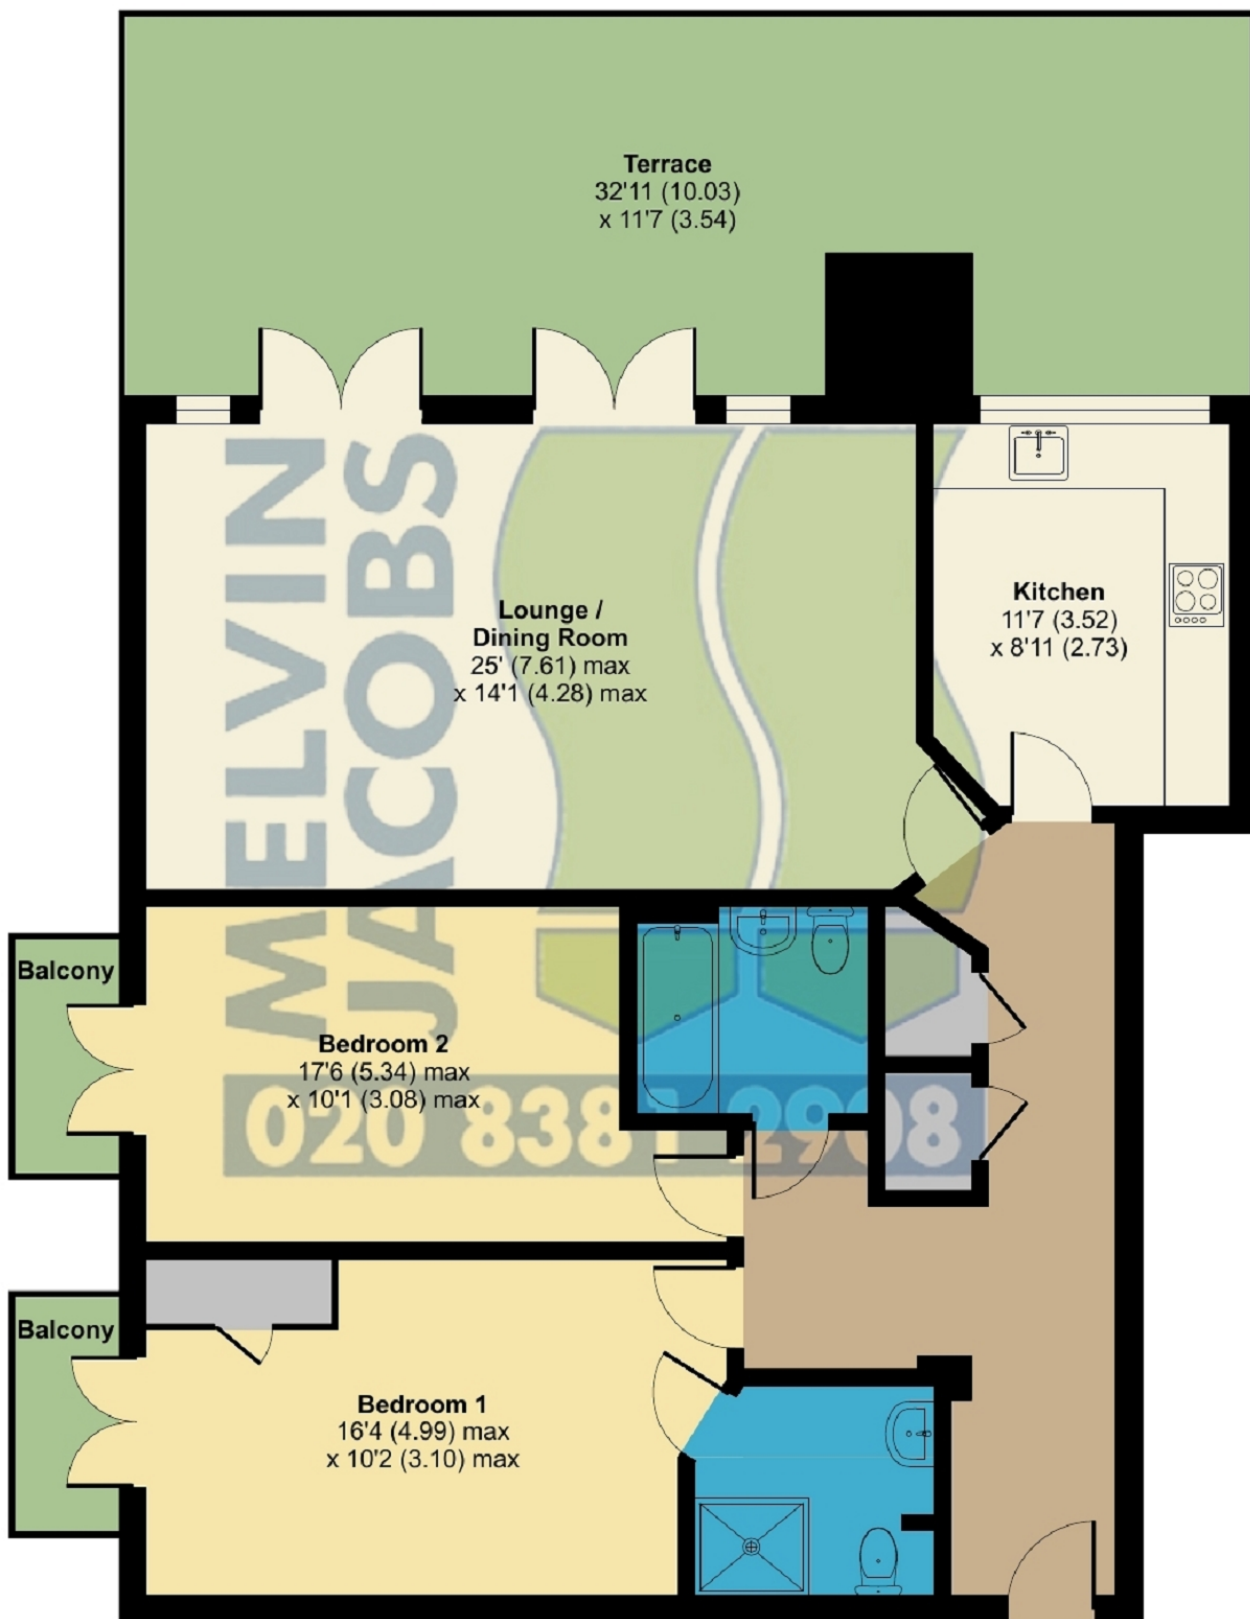 Terrace
32'11 (10.03)
x 11'7 (3.54)
MELVIN
JACOBS
Lounge /
Dining Room
25' (7.61) max
x 14'1 (4.28) max
Kitchen
11'7 (3.52)
x 8'11 (2.73)
Balcony
Bedroom 2
17'6 (5.34) max
x 10'1 (3.08) max
020 8381 2908
Balcony
Bedroom 1
16'4 (4.99) max
x 10'2 (3.10) max